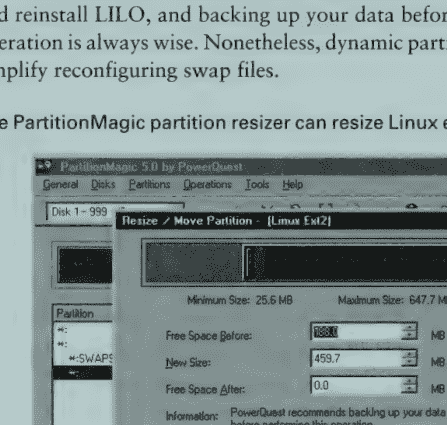 d reinstall LILO, and backing up your data befor
eration is always wise. Nonetheless, dynamic parti
nplify reconfiguring swap files.
e PartitionMagic partition resizer can resize Linux e
PartitionMagic 5.0 by PowerQuest
General Disks Partitions Operations Tools Help
Disk 1 - 999
Resize / Move Partition - (Linux Ext2)
Minimum Size: 25.6 MB Maximum Size: 647.7 M
Partition
*:
Free Space Before: 188.0 MB
*:
*:SWAPS
New Size: 459.7 MB
*:
Free Space After: 0.0 MB
Information: PowerQuest recommends backing up your data
before performing this operation